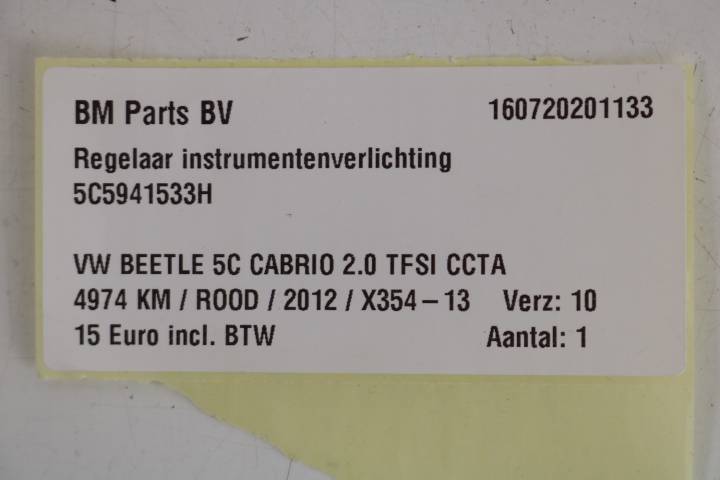 BM Parts BV 160720201133
Regelaar instrumentenverlichting
5C5941533H
VW BEETLE 5C CABRIO 2.0 TFSI CCTA
4974 KM / ROOD / 2012 / X354-13 Verz: 10
15 Euro incl. BTW Aantal: 1